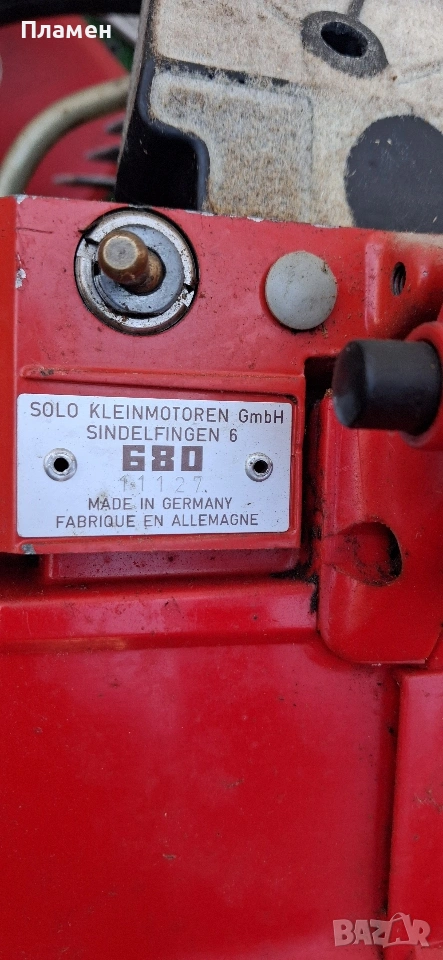 Пламен
SOLO KLEINMOTOREN GmbH
SINDELFINGEN 6
680
11127
MADE IN GERMANY
FABRIQUE EN ALLEMAGNE
BAZAR